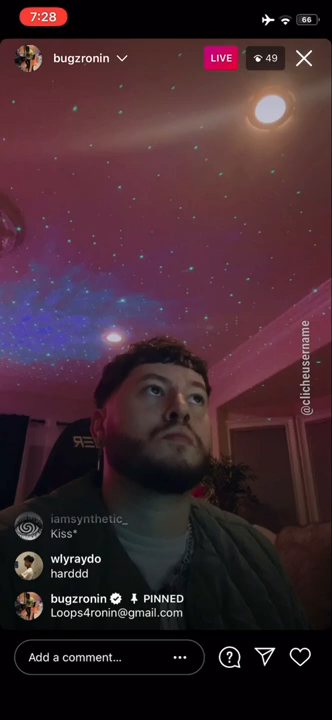 7:28
66
bugzronin
LIVE
49
@clicheusername
iamsynthetic_
Kiss*
wlyraydo
harddd
bugzronin PINNED
Loops4ronin@gmail.com
Add a comment...